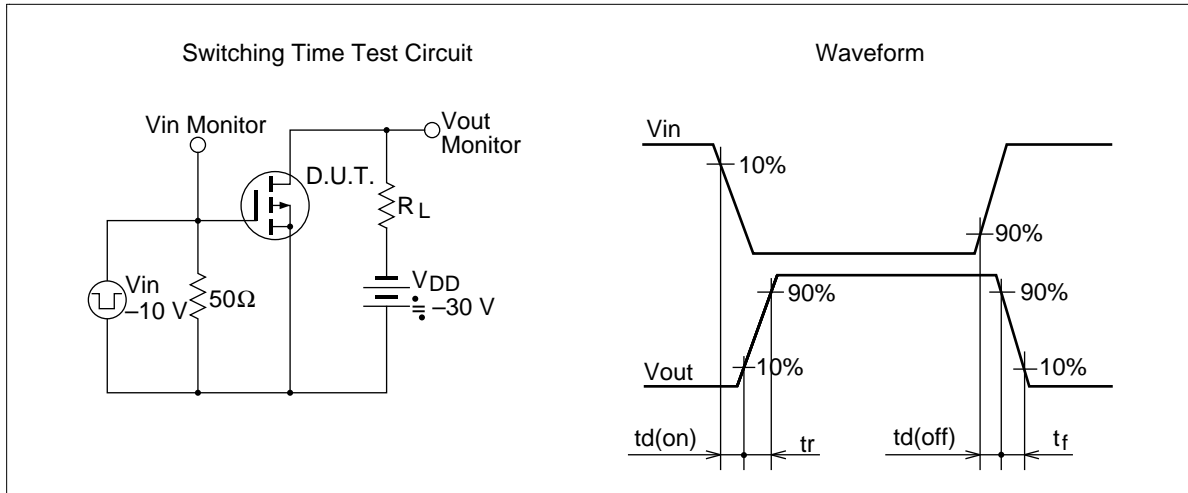 Switching Time Test Circuit
Vin Monitor
Vout
Monitor
D.U.T.
RL
Vin
–10 V
50Ω
VDD
≒ –30 V
Waveform
Vin
10%
90%
90%
90%
10%
10%
Vout
td(on)
tr
td(off)
tf